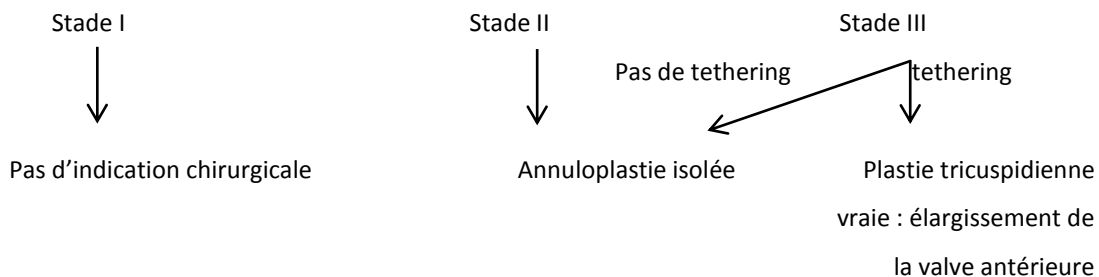 Stade I Stade II Stade III
Pas de tethering tethering
Pas d’indication chirurgicale Annuloplastie isolée Plastie tricuspidienne
vraie : élargissement de
la valve antérieure